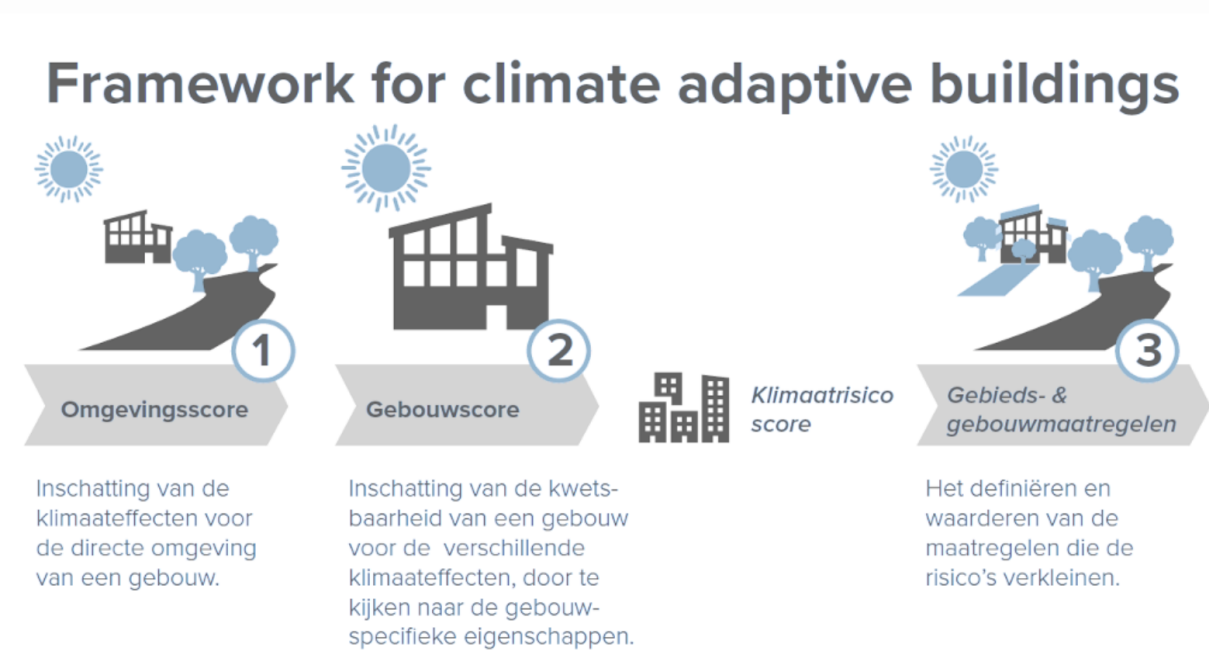 Framework for climate adaptive buildings
1
Omgevingsscore
Inschatting van de
klimaateffecten voor
de directe omgeving
van een gebouw.
2
Gebouwscore
Inschatting van de kwets-
baarheid van een gebouw
voor de verschillende
klimaateffecten, door te
kijken naar de gebouw-
specifieke eigenschappen.
Klimaatrisico
score
3
Gebieds- &
gebouwmaatregelen
Het definiëren en
waarderen van de
maatregelen die de
risico's verkleinen.